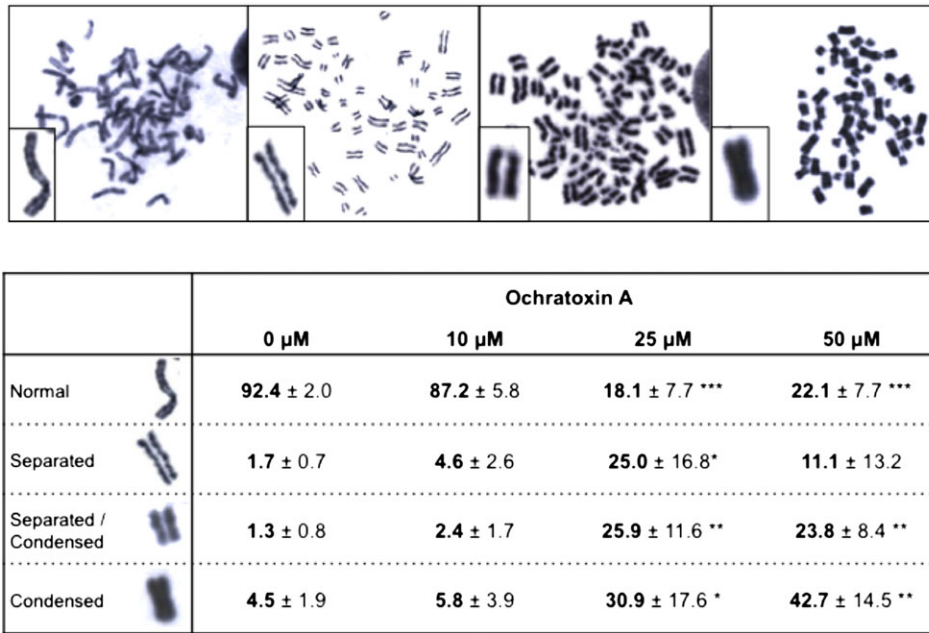 Ochratoxin A
0 µM 10 µM 25 µM 50 µM
Normal 92.4 ± 2.0 87.2 ± 5.8 18.1 ± 7.7 *** 22.1 ± 7.7 ***
Separated 1.7 ± 0.7 4.6 ± 2.6 25.0 ± 16.8* 11.1 ± 13.2
Separated /
Condensed 1.3 ± 0.8 2.4 ± 1.7 25.9 ± 11.6 ** 23.8 ± 8.4 **
Condensed 4.5 ± 1.9 5.8 ± 3.9 30.9 ± 17.6 * 42.7 ± 14.5 **